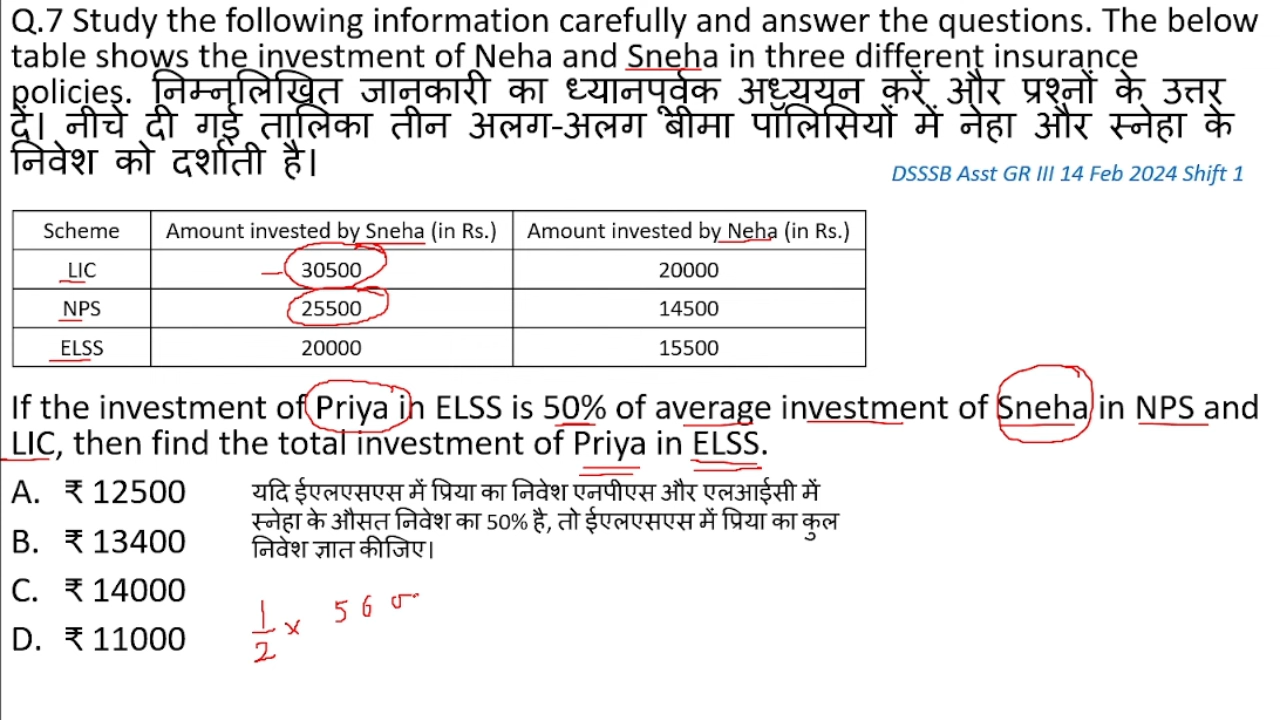 Q.7 Study the following information carefully and answer the questions. The below
table shows the investment of Neha and Sneha in three different insurance
policies. निम्नलिखित जानकारी का ध्यानपूर्वक अध्ययन करें और प्रश्नों के उत्तर
दें। नीचे दी गई तालिका तीन अलग-अलग बीमा पॉलिसियों में नेहा और स्नेहा के
निवेश को दर्शाती है।
DSSSB Asst GR III 14 Feb 2024 Shift 1
Scheme Amount invested by Sneha (in Rs.) Amount invested by Neha (in Rs.)
LIC 30500 20000
NPS 25500 14500
ELSS 20000 15500
If the investment of Priya in ELSS is 50% of average investment of Sneha in NPS and
LIC, then find the total investment of Priya in ELSS.
A. ₹ 12500
B. ₹ 13400
C. ₹ 14000
D. ₹ 11000
यदि ईएलएसएस में प्रिया का निवेश एनपीएस और एलआईसी में
स्नेहा के औसत निवेश का 50% है, तो ईएलएसएस में प्रिया का कुल
निवेश ज्ञात कीजिए।
1/2 × 560